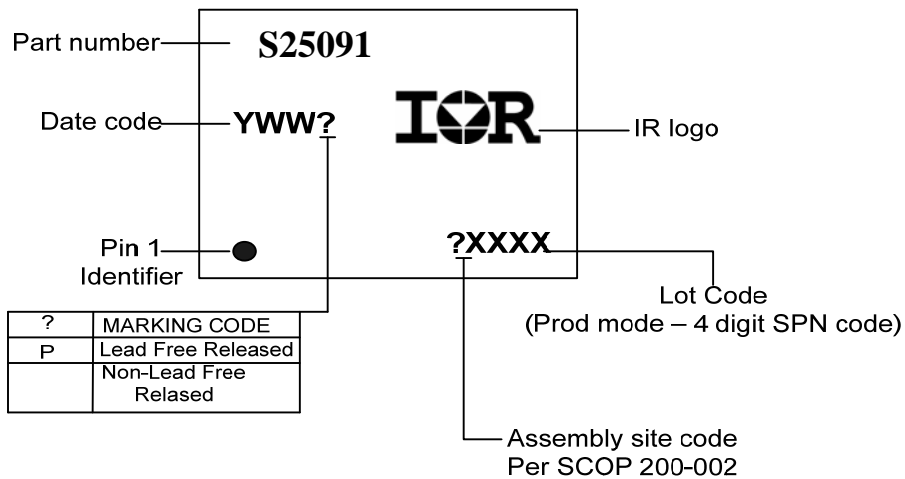 Part number
S25091
Date code
YWW?
IOR
IR logo
Pin 1
Identifier
?XXXX
Lot Code
(Prod mode – 4 digit SPN code)
? MARKING CODE
P Lead Free Released
Non-Lead Free
Relased
Assembly site code
Per SCOP 200-002